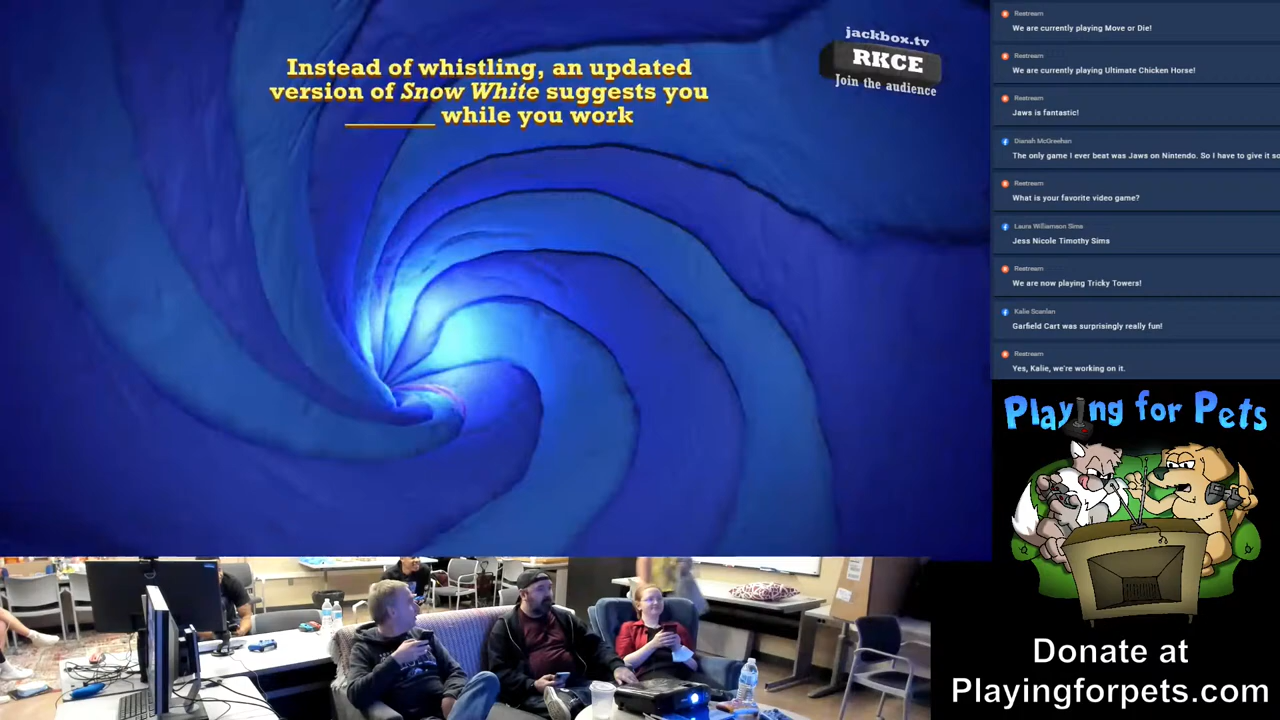 Instead of whistling, an updated
version of Snow White suggests you
________ while you work
jackbox.tv
RKCE
Join the audience
Restream
We are currently playing Move or Die!
Restream
We are currently playing Ultimate Chicken Horse!
Restream
Jaws is fantastic!
Dianah McGreehan
The only game I ever beat was Jaws on Nintendo. So I have to give it so
Restream
What is your favorite video game?
Laura Williamson Sims
Jess Nicole Timothy Sims
Restream
We are now playing Tricky Towers!
Kalie Scanlan
Garfield Cart was surprisingly really fun!
Restream
Yes, Kalie, we're working on it.
Playing for Pets
Donate at
Playingforpets.com